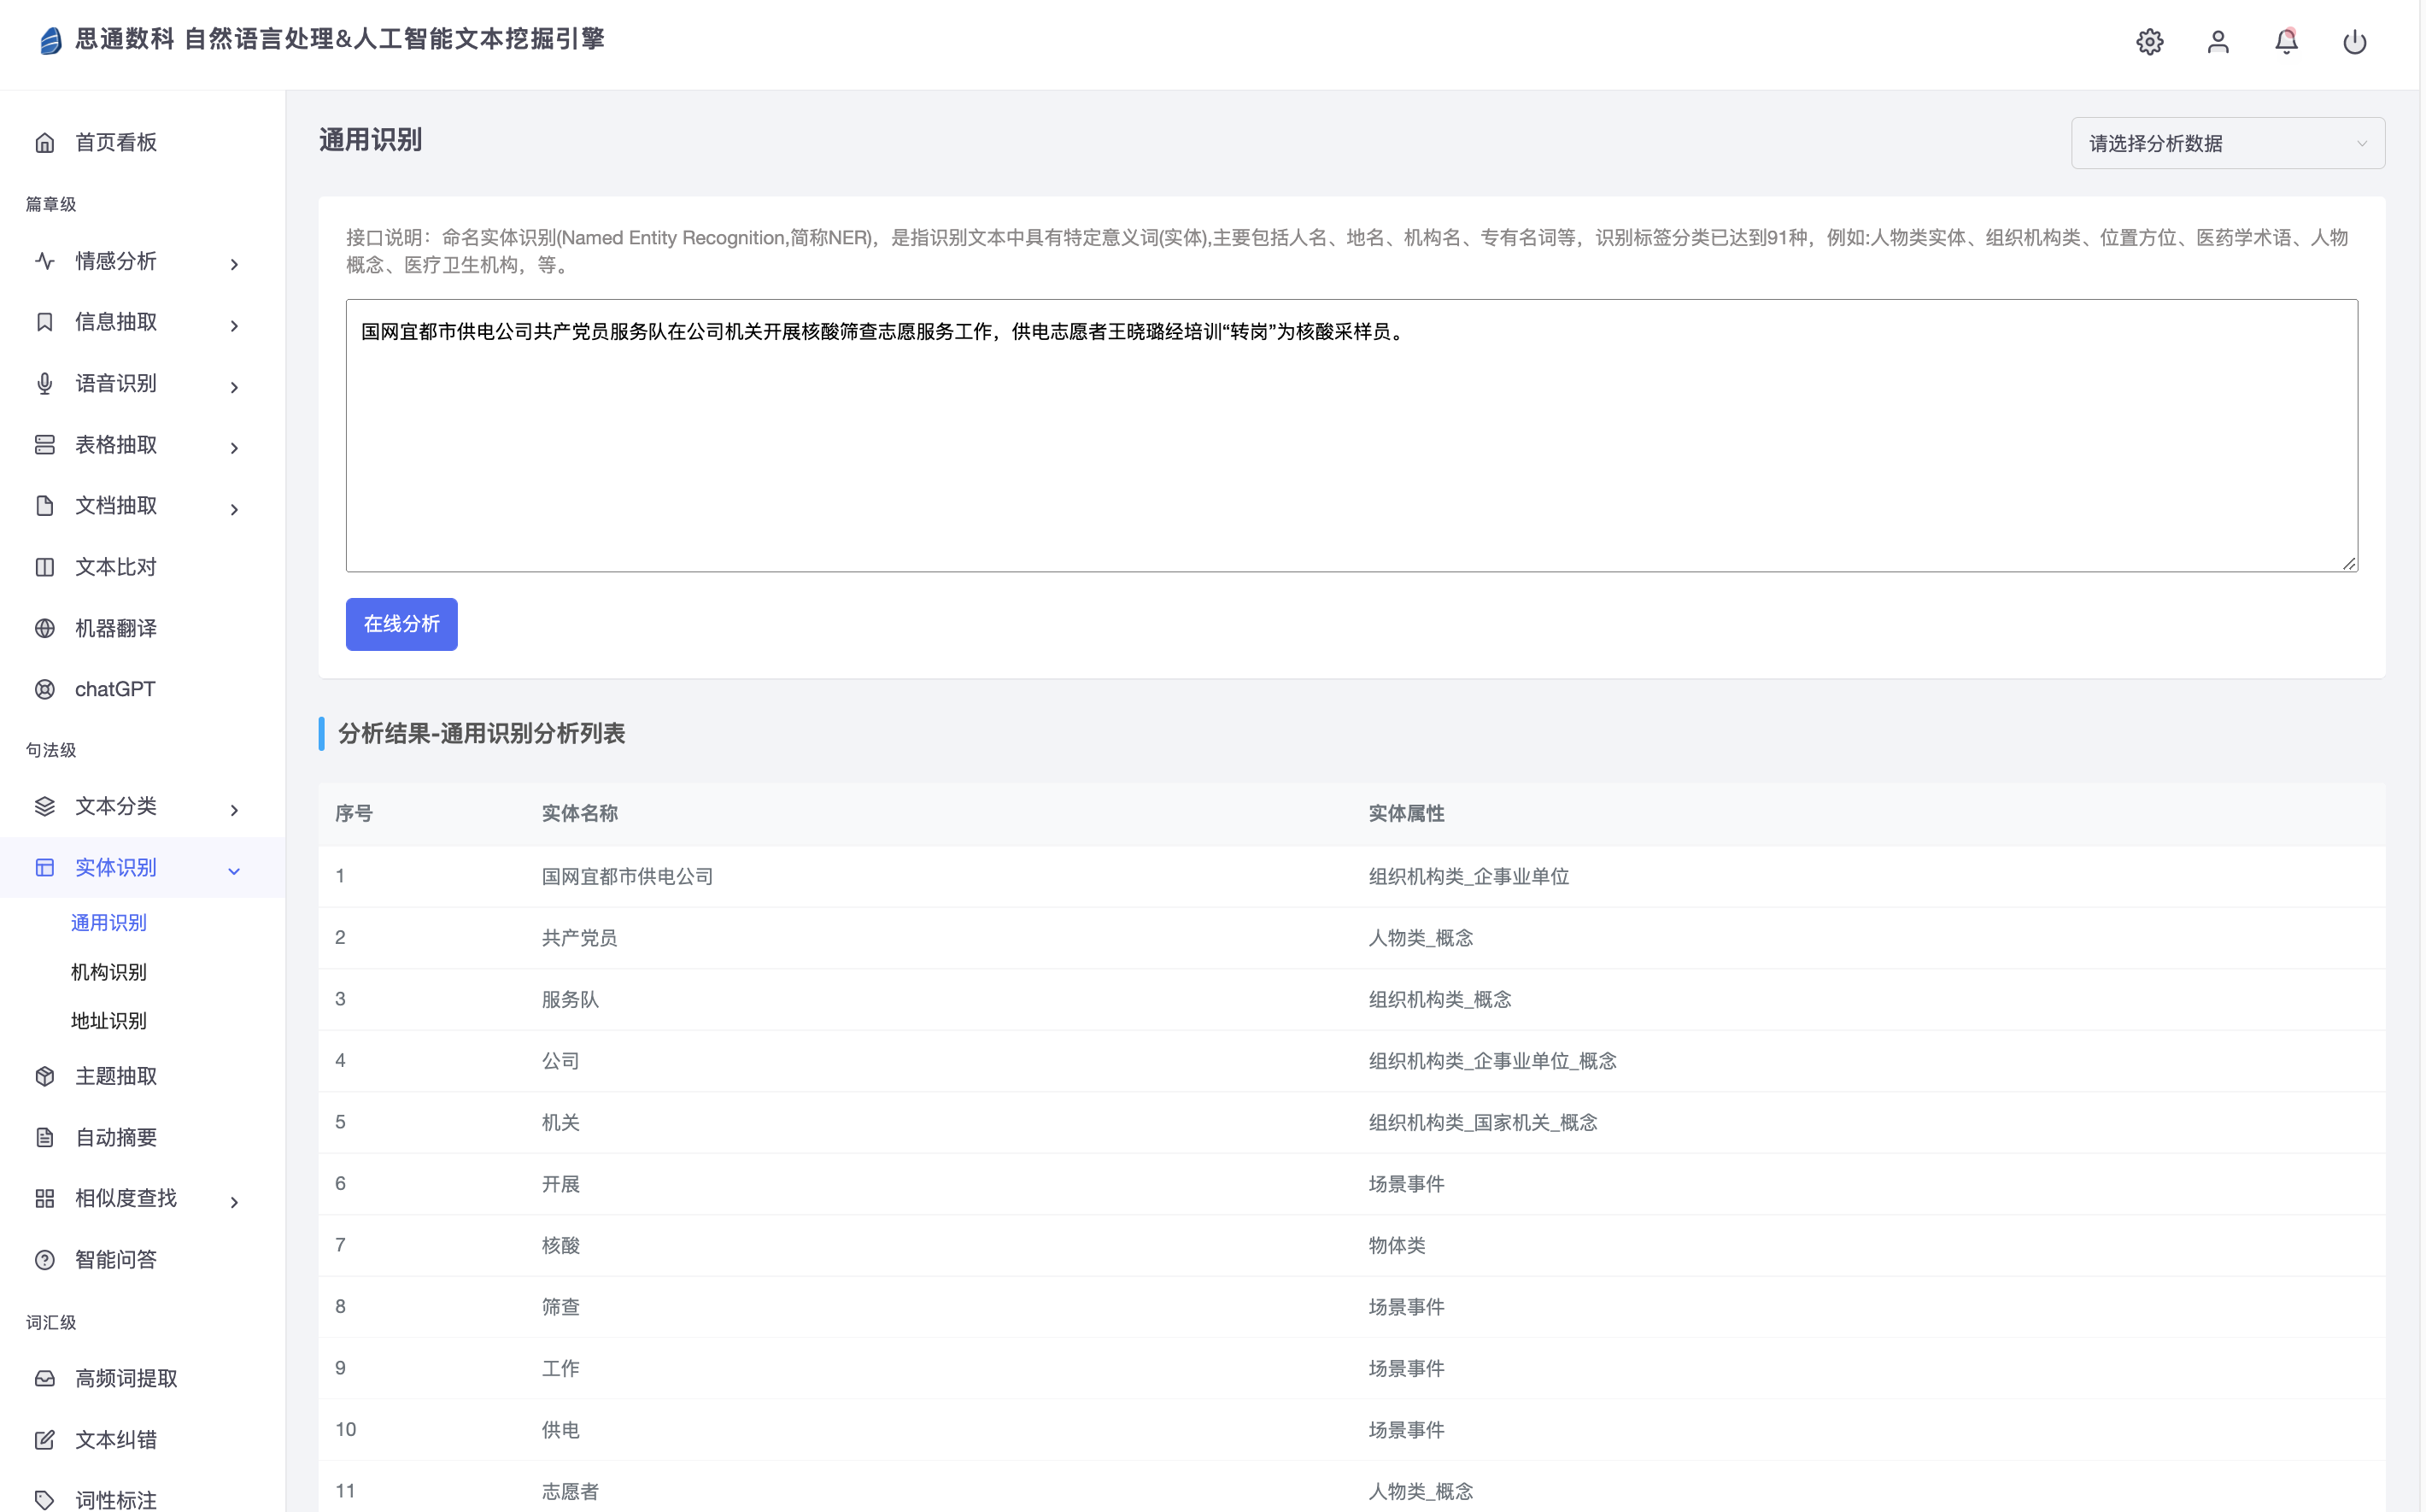 思通数科 自然语言处理&人工智能文本挖掘引擎
首页看板
篇章级
情感分析
信息抽取
语音识别
表格抽取
文档抽取
文本比对
机器翻译
chatGPT
句法级
文本分类
实体识别
通用识别
机构识别
地址识别
主题抽取
自动摘要
相似度查找
智能问答
词汇级
高频词提取
文本纠错
词性标注
通用识别
请选择分析数据
接口说明：命名实体识别(Named Entity Recognition,简称NER)，是指识别文本中具有特定意义词(实体),主要包括人名、地名、机构名、专有名词等，识别标签分类已达到91种，例如:人物类实体、组织机构类、位置方位、医药学术语、人物
概念、医疗卫生机构，等。
国网宜都市供电公司共产党员服务队在公司机关开展核酸筛查志愿服务工作，供电志愿者王晓璐经培训“转岗”为核酸采样员。
在线分析
分析结果-通用识别分析列表
序号 实体名称 实体属性
1 国网宜都市供电公司 组织机构类_企事业单位
2 共产党员 人物类_概念
3 服务队 组织机构类_概念
4 公司 组织机构类_企事业单位_概念
5 机关 组织机构类_国家机关_概念
6 开展 场景事件
7 核酸 物体类
8 筛查 场景事件
9 工作 场景事件
10 供电 场景事件
11 志愿者 人物类_概念